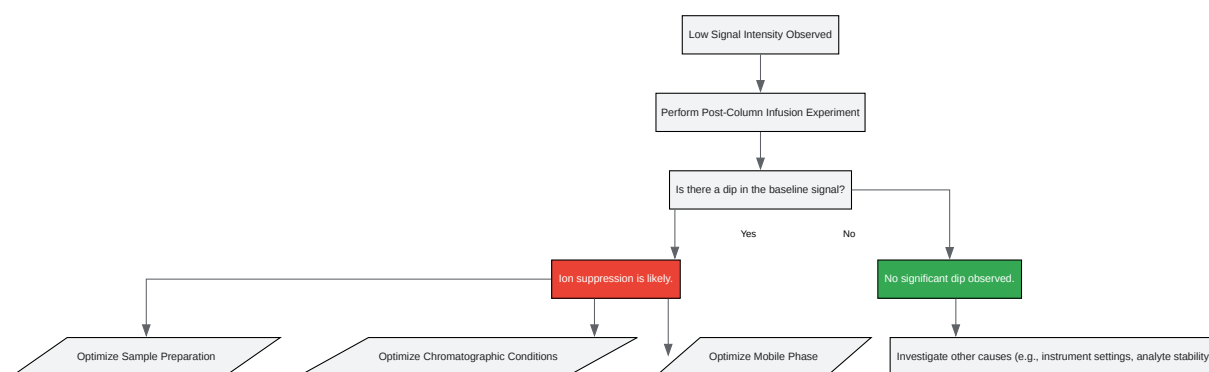 Low Signal Intensity Observed
Perform Post-Column Infusion Experiment
Is there a dip in the baseline signal?
Yes
No
Ion suppression is likely.
No significant dip observed.
Optimize Sample Preparation
Optimize Chromatographic Conditions
Optimize Mobile Phase
Investigate other causes (e.g., instrument settings, analyte stability